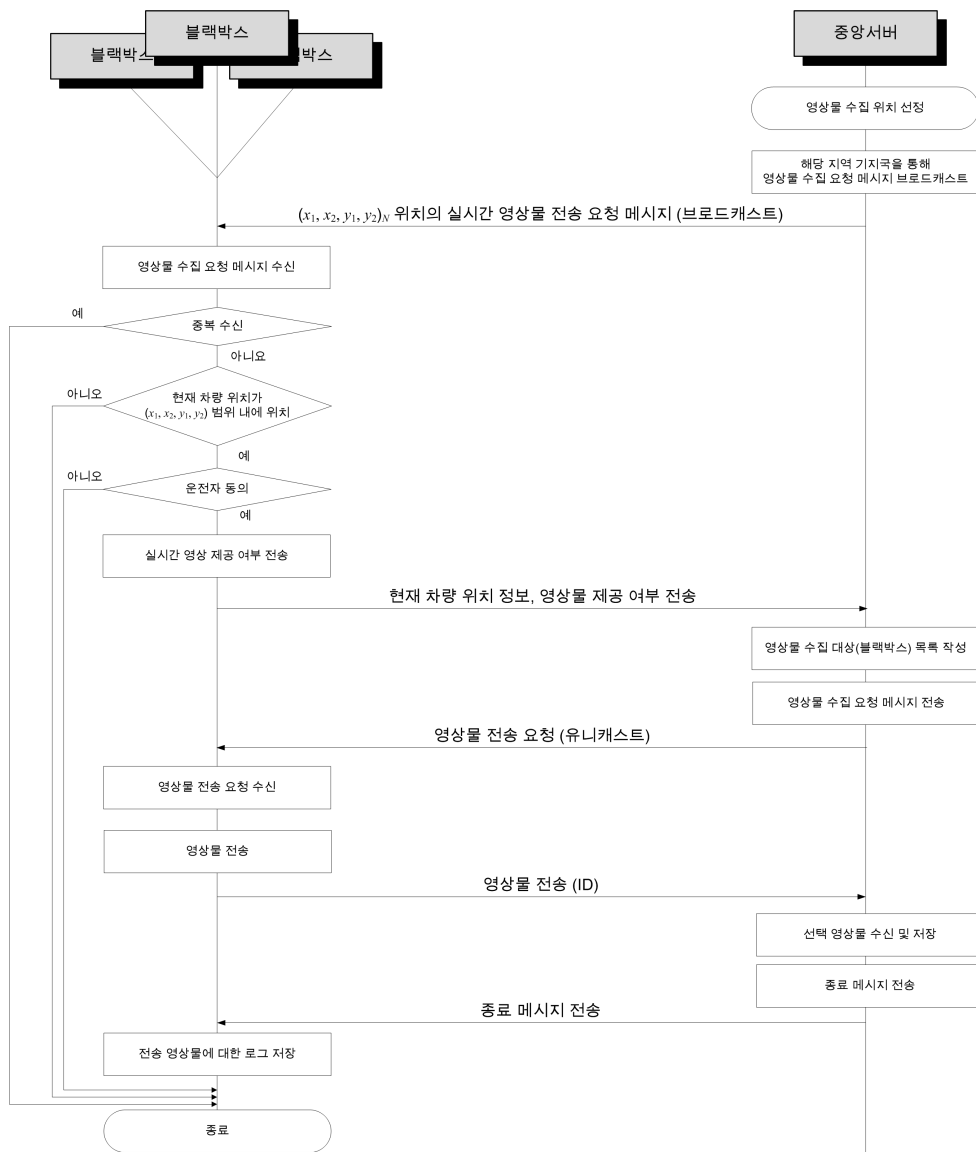 블랙박스
블랙박스
박스
중앙서버
영상물 수집 위치 선정
해당 지역 기지국을 통해
영상물 수집 요청 메시지 브로드캐스트
(x₁, x₂, y₁, y₂)N 위치의 실시간 영상물 전송 요청 메시지 (브로드캐스트)
영상물 수집 요청 메시지 수신
예
중복 수신
아니요
아니오
현재 차량 위치가
(x₁, x₂, y₁, y₂) 범위 내에 위치
예
아니오
운전자 동의
예
실시간 영상 제공 여부 전송
현재 차량 위치 정보, 영상물 제공 여부 전송
영상물 수집 대상(블랙박스) 목록 작성
영상물 수집 요청 메시지 전송
영상물 전송 요청 (유니캐스트)
영상물 전송 요청 수신
영상물 전송
영상물 전송 (ID)
선택 영상물 수신 및 저장
종료 메시지 전송
종료 메시지 전송
전송 영상물에 대한 로그 저장
종료